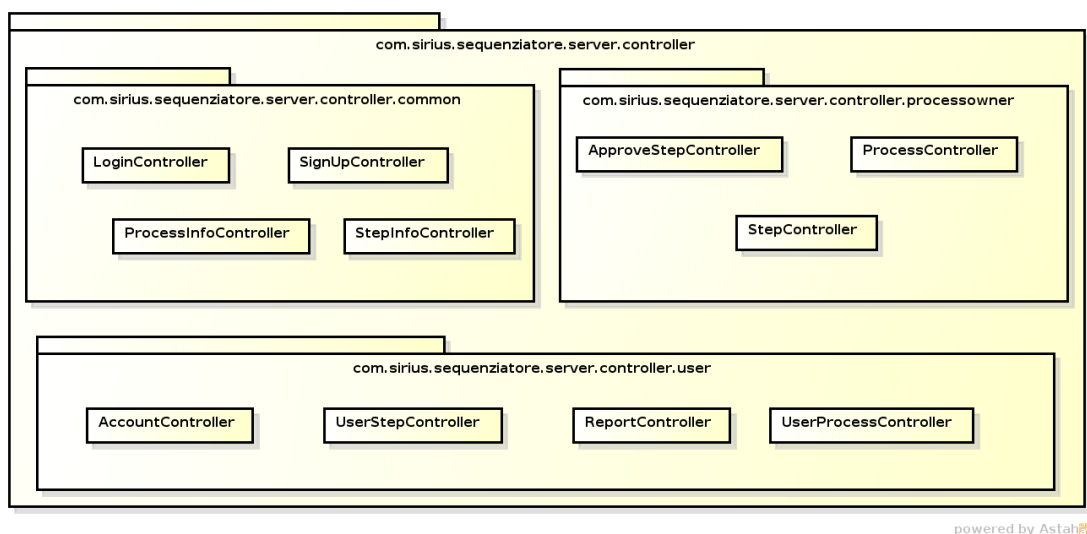 com.sirius.sequenziatore.server.controller
com.sirius.sequenziatore.server.controller.common
LoginController
SignUpController
ProcessInfoController
StepInfoController
com.sirius.sequenziatore.server.controller.processowner
ApproveStepController
ProcessController
StepController
com.sirius.sequenziatore.server.controller.user
AccountController
UserStepController
ReportController
UserProcessController
powered by Astah